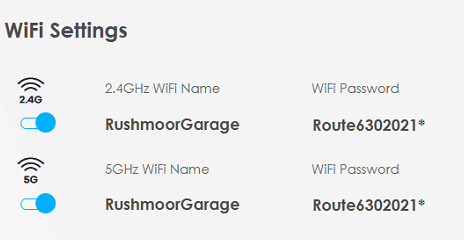 WiFi Settings
2.4GHz WiFi Name WiFi Password
2.4G
RushmoorGarage Route6302021*
5GHz WiFi Name WiFi Password
5G
RushmoorGarage Route6302021*